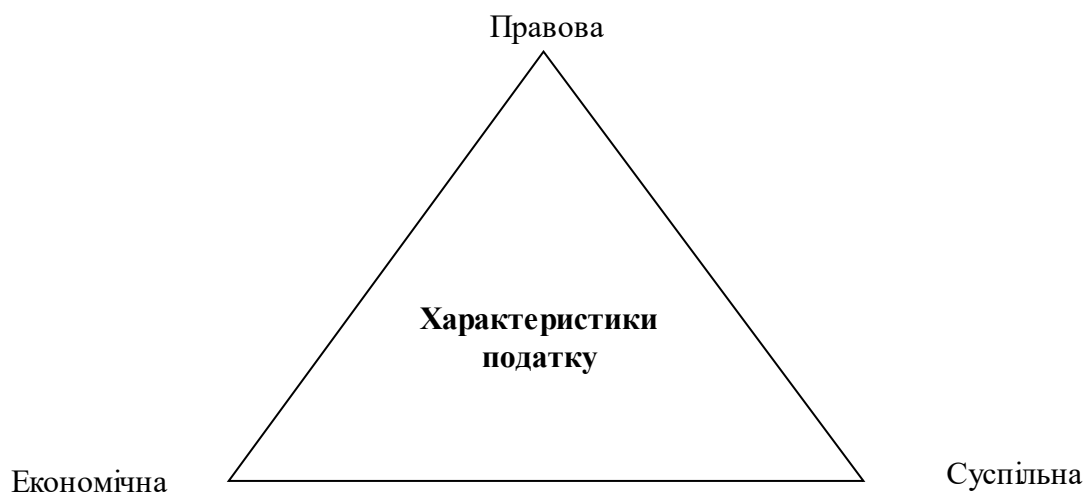 Правова
Характеристики
податку
Економічна
Суспільна